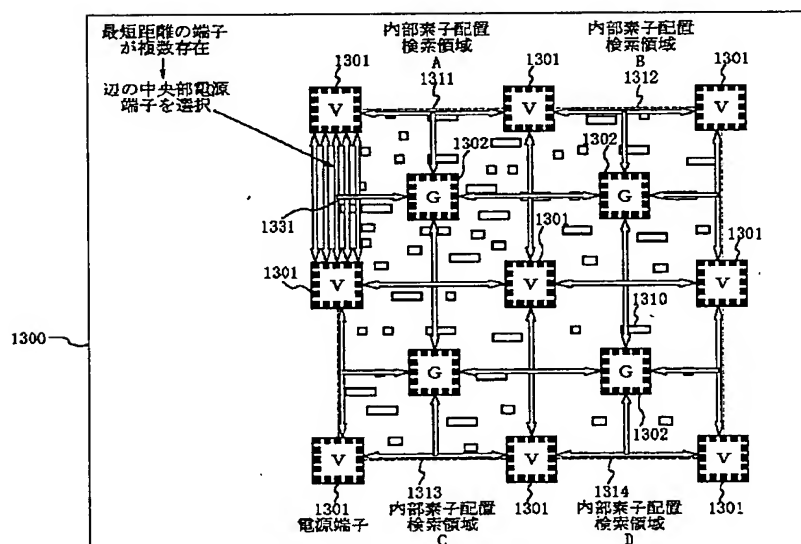 最短距離の端子
が複数存在
辺の中央部電源
端子を選択
内部素子配置
検索領域
A
内部素子配置
検索領域
B
1301
1311
1301
1312
1301
V
V
V
1302
1302
G
G
1331
1301
1301
1301
V
V
V
1310
1300
G
G
1302
V
V
V
1301
電源端子
1313
内部素子配置
検索領域
C
1301
1314
内部素子配置
検索領域
D
1301